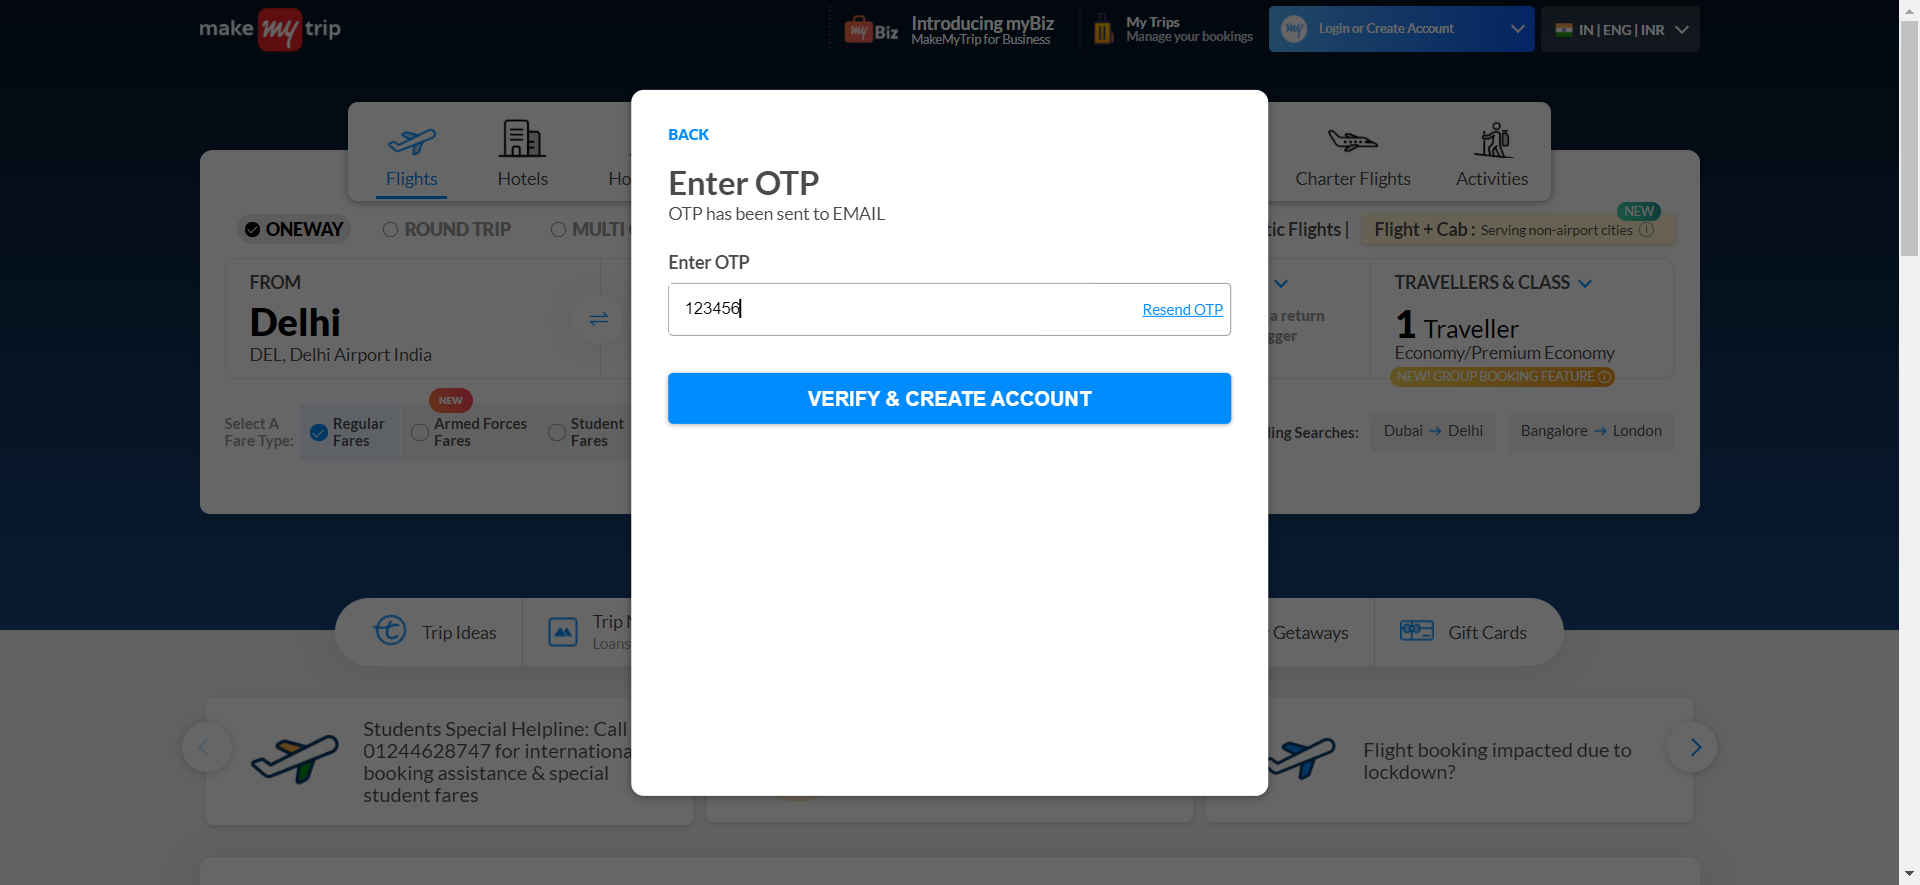 make my trip
my Biz
Introducing myBiz
MakeMyTrip for Business
My Trips
Manage your bookings
my
Login or Create Account
IN | ENG | INR
Flights
Hotels
Ho
Charter Flights
Activities
BACK
Enter OTP
OTP has been sent to EMAIL
Enter OTP
123456
Resend OTP
VERIFY & CREATE ACCOUNT
ONEWAY
ROUND TRIP
MULTI
tic Flights |
NEW
Flight + Cab : Serving non-airport cities
FROM
Delhi
DEL, Delhi Airport India
a return
gger
TRAVELLERS & CLASS
1 Traveller
Economy/Premium Economy
NEW! GROUP BOOKING FEATURE
Select A
Fare Type:
Regular
Fares
NEW
Armed Forces
Fares
Student
Fares
ling Searches:
Dubai → Delhi
Bangalore → London
Trip Ideas
Trip
Loans
Getaways
Gift Cards
Students Special Helpline: Call
01244628747 for internationa
booking assistance & special
student fares
Flight booking impacted due to
lockdown?